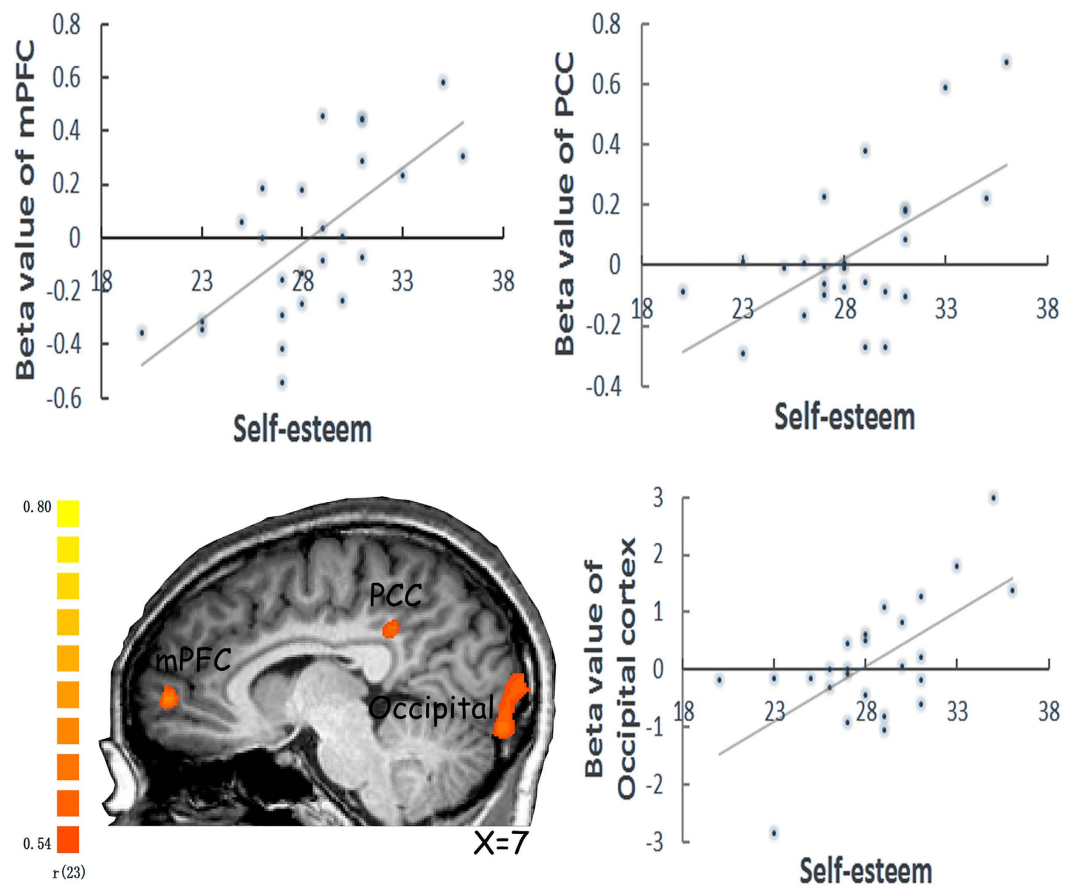 Beta value of mPFC
0.8
0.6
0.4
0.2
0
-0.2
-0.4
-0.6
18 23 28 33 38
Self-esteem
Beta value of PCC
0.8
0.6
0.4
0.2
0
-0.2
-0.4
18 23 28 33 38
Self-esteem
0.80
0.54
r(23)
PCC
mPFC
Occipital
X=7
Beta value of
Occipital cortex
3
2
1
0
-1
-2
-3
18 23 28 33 38
Self-esteem